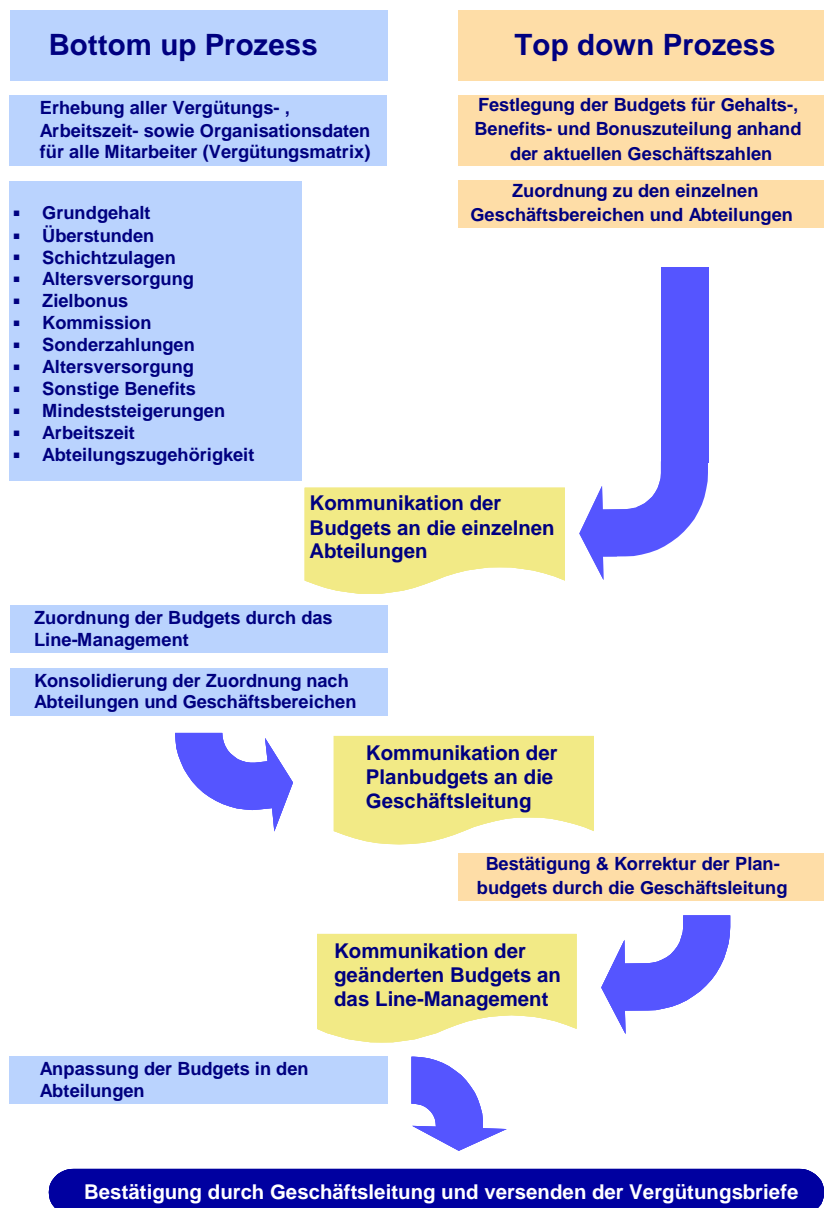 Bottom up Prozess
Top down Prozess
Erhebung aller Vergütungs- ,
Arbeitszeit- sowie Organisationsdaten
für alle Mitarbeiter (Vergütungsmatrix)
Festlegung der Budgets für Gehalts-,
Benefits- und Bonuszuteilung anhand
der aktuellen Geschäftszahlen
Zuordnung zu den einzelnen
Geschäftsbereichen und Abteilungen
▪ Grundgehalt
▪ Überstunden
▪ Schichtzulagen
▪ Altersversorgung
▪ Zielbonus
▪ Kommission
▪ Sonderzahlungen
▪ Altersversorgung
▪ Sonstige Benefits
▪ Mindeststeigerungen
▪ Arbeitszeit
▪ Abteilungszugehörigkeit
Kommunikation der
Budgets an die einzelnen
Abteilungen
Zuordnung der Budgets durch das
Line-Management
Konsolidierung der Zuordnung nach
Abteilungen und Geschäftsbereichen
Kommunikation der
Planbudgets an die
Geschäftsleitung
Bestätigung & Korrektur der Plan-
budgets durch die Geschäftsleitung
Kommunikation der
geänderten Budgets an
das Line-Management
Anpassung der Budgets in den
Abteilungen
Bestätigung durch Geschäftsleitung und versenden der Vergütungsbriefe